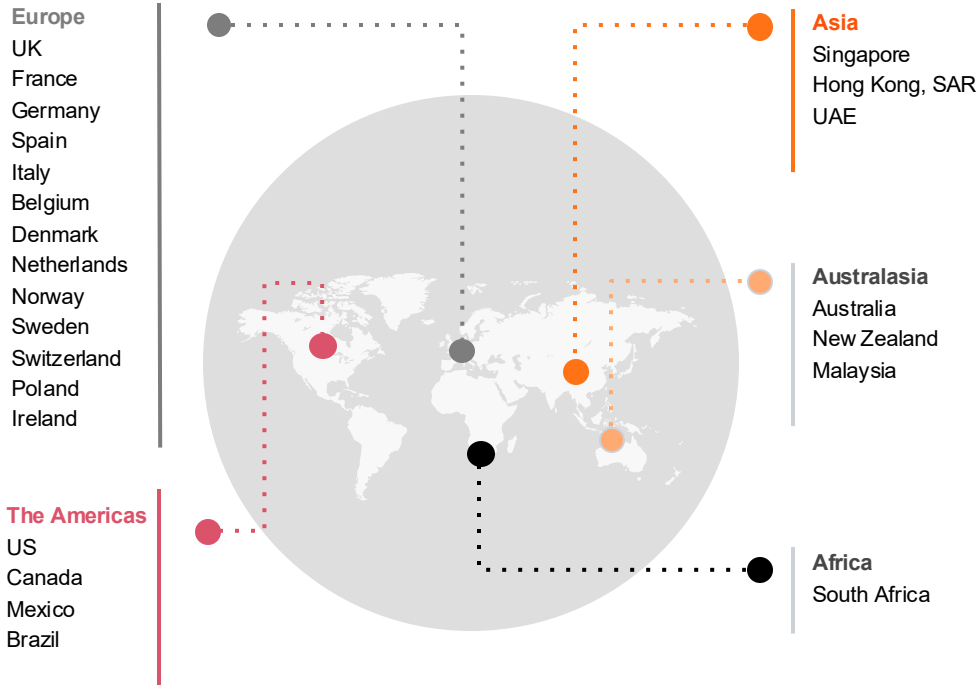 Europe
UK
France
Germany
Spain
Italy
Belgium
Denmark
Netherlands
Norway
Sweden
Switzerland
Poland
Ireland
The Americas
US
Canada
Mexico
Brazil
Asia
Singapore
Hong Kong, SAR
UAE
Australasia
Australia
New Zealand
Malaysia
Africa
South Africa